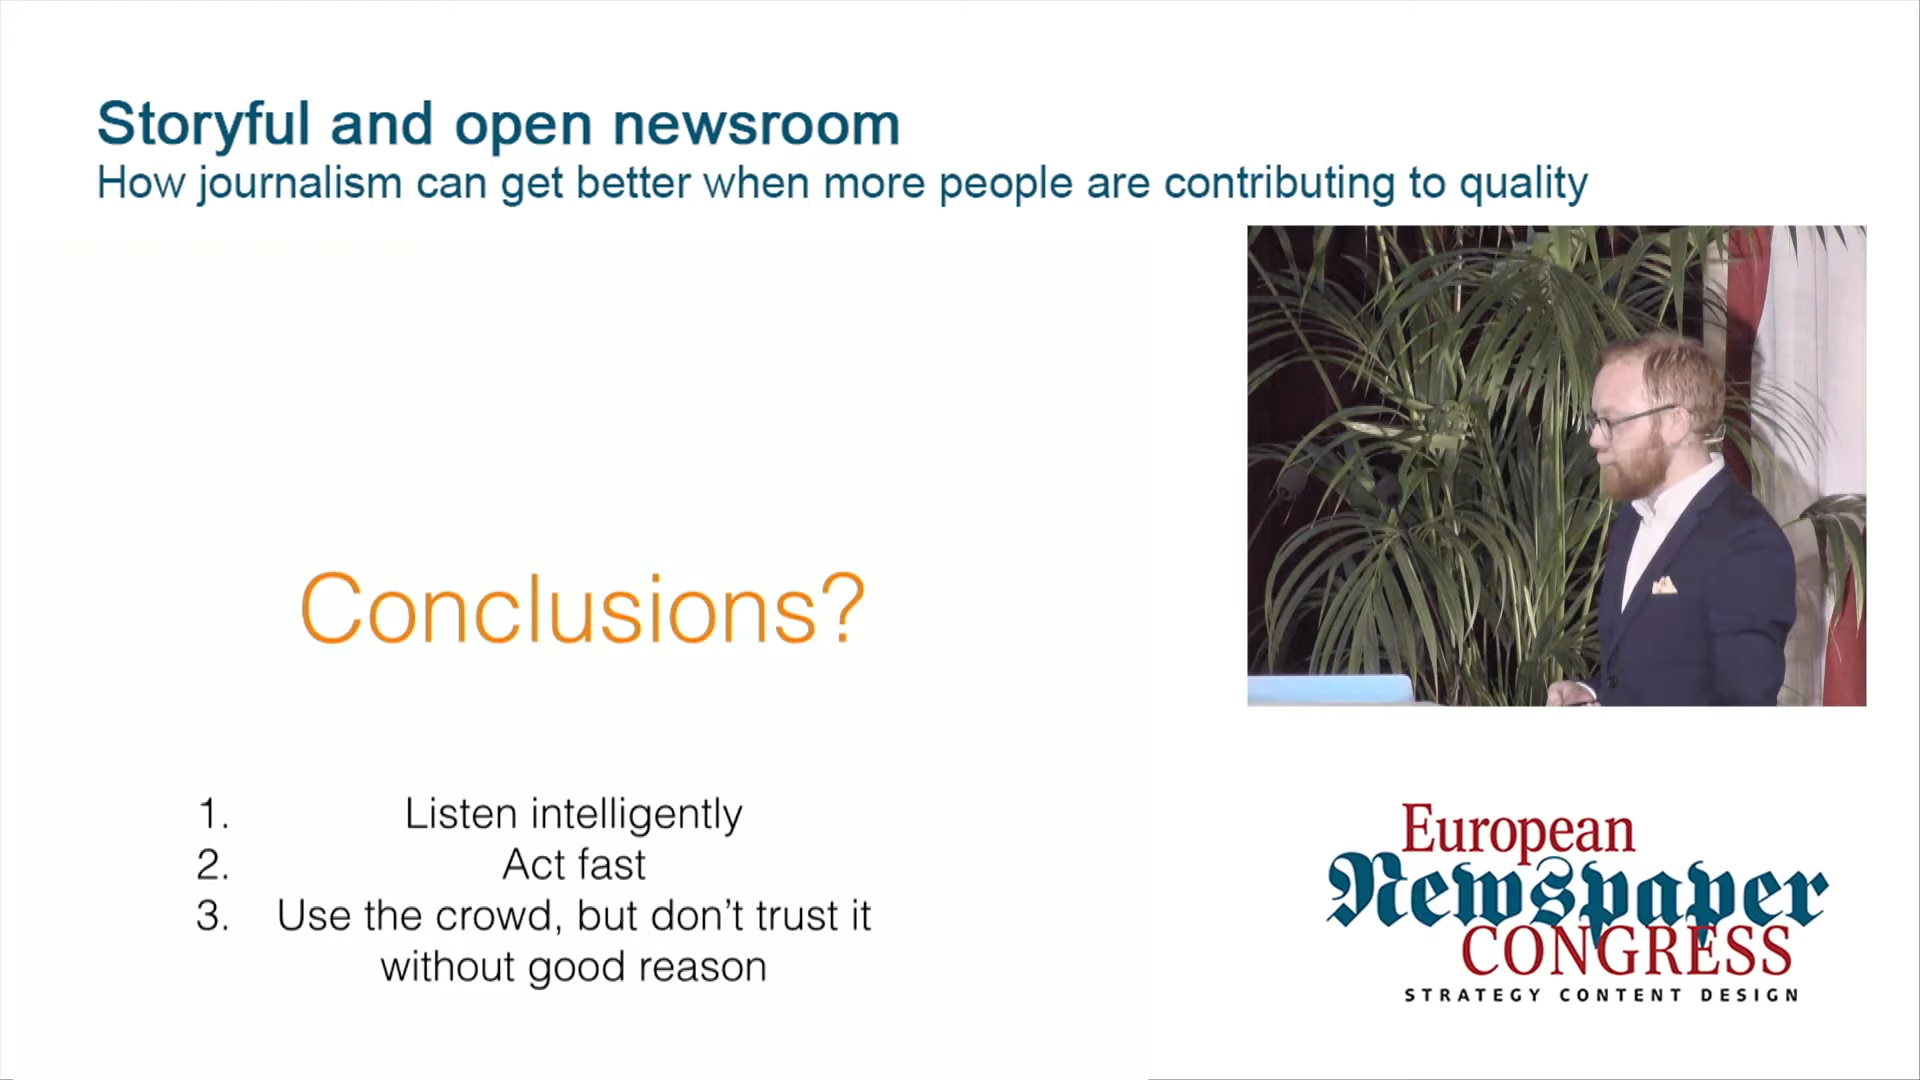 Storyful and open newsroom
How journalism can get better when more people are contributing to quality
Conclusions?
1. Listen intelligently
2. Act fast
3. Use the crowd, but don’t trust it
without good reason
European
Newspaper
CONGRESS
STRATEGY CONTENT DESIGN